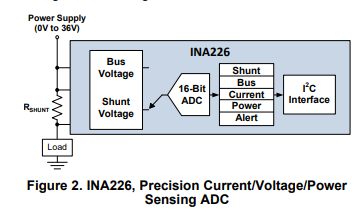 Power Supply
(0V to 36V)
INA226
Bus
Voltage
Shunt
Voltage
16-Bit
ADC
Shunt
Bus
Current
Power
Alert
I²C
Interface
RSHUNT
Load
Figure 2. INA226, Precision Current/Voltage/Power
Sensing ADC